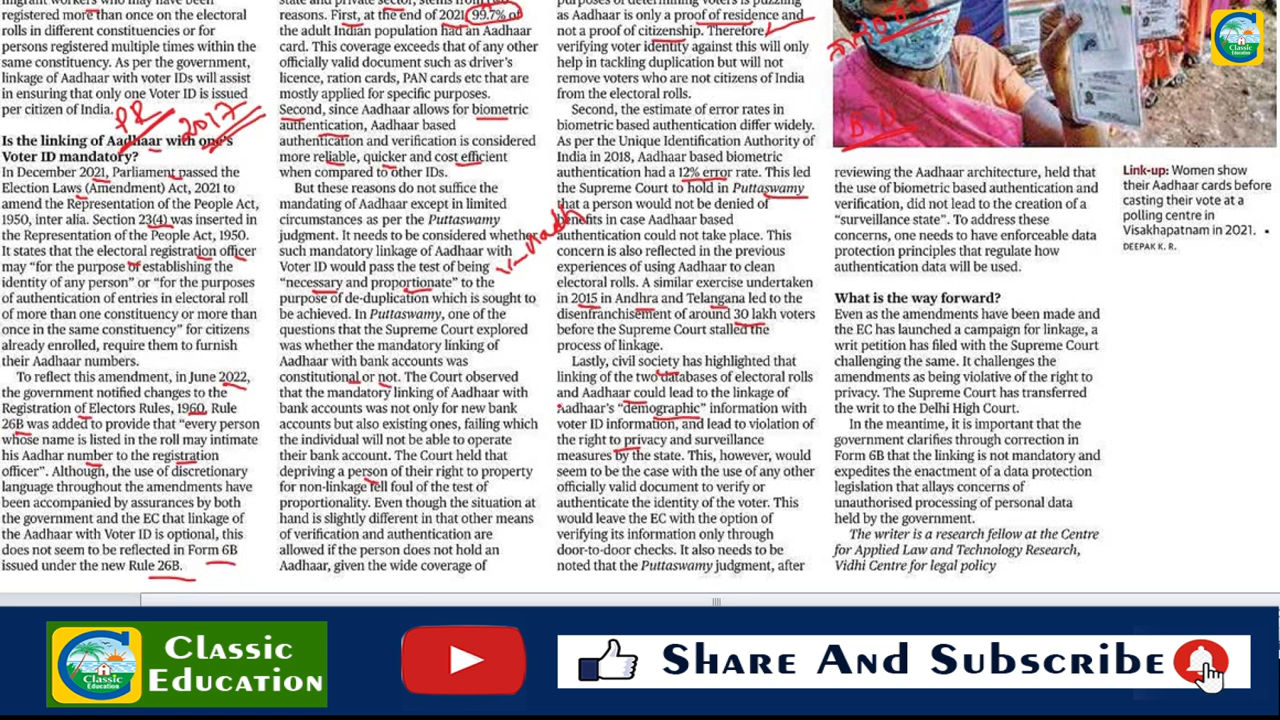 migrant workers who may have been
registered more than once on the electoral
rolls in different constituencies or for
persons registered multiple times within the
same constituency. As per the government,
linkage of Aadhaar with voter IDs will assist
in ensuring that only one Voter ID is issued
per citizen of India.
2017
Is the linking of Aadhaar with one's
Voter ID mandatory?
In December 2021, Parliament passed the
Election Laws (Amendment) Act, 2021 to
amend the Representation of the People Act,
1950, inter alia. Section 23(4) was inserted in
the Representation of the People Act, 1950.
It states that the electoral registration officer
may “for the purpose of establishing the
identity of any person” or “for the purposes
of authentication of entries in electoral roll
of more than one constituency or more than
once in the same constituency” for citizens
already enrolled, require them to furnish
their Aadhaar numbers.
To reflect this amendment, in June 2022,
the government notified changes to the
Registration of Electors Rules, 1960, Rule
26B was added to provide that “every person
whose name is listed in the roll may intimate
his Aadhar number to the registration
officer”. Although, the use of discretionary
language throughout the amendments have
been accompanied by assurances by both
the government and the EC that linkage of
the Aadhaar with Voter ID is optional, this
does not seem to be reflected in Form 6B
issued under the new Rule 26B.
state and private sector, stems from two
reasons. First, at the end of 2021 99.7% of
the adult Indian population had an Aadhaar
card. This coverage exceeds that of any other
officially valid document such as driver's
licence, ration cards, PAN cards etc that are
mostly applied for specific purposes.
Second, since Aadhaar allows for biometric
authentication, Aadhaar based
authentication and verification is considered
more reliable, quicker and cost efficient
when compared to other IDs.
But these reasons do not suffice the
mandating of Aadhaar except in limited
circumstances as per the Puttaswamy
judgment. It needs to be considered whether
such mandatory linkage of Aadhaar with
Voter ID would pass the test of being
“necessary and proportionate” to the
purpose of de-duplication which is sought to
be achieved. In Puttaswamy, one of the
questions that the Supreme Court explored
was whether the mandatory linking of
Aadhaar with bank accounts was
constitutional or not. The Court observed
that the mandatory linking of Aadhaar with
bank accounts was not only for new bank
accounts but also existing ones, failing which
the individual will not be able to operate
their bank account. The Court held that
depriving a person of their right to property
for non-linkage fell foul of the test of
proportionality. Even though the situation at
hand is slightly different in that other means
of verification and authentication are
allowed if the person does not hold an
Aadhaar, given the wide coverage of
purposes of determining voters is puzzling
as Aadhaar is only a proof of residence and
not a proof of citizenship. Therefore
verifying voter identity against this will only
help in tackling duplication but will not
remove voters who are not citizens of India
from the electoral rolls.
Second, the estimate of error rates in
biometric based authentication differ widely.
As per the Unique Identification Authority of
India in 2018, Aadhaar based biometric
authentication had a 12% error rate. This led
the Supreme Court to hold in Puttaswamy
that a person would not be denied of
benefits in case Aadhaar based
authentication could not take place. This
concern is also reflected in the previous
experiences of using Aadhaar to clean
electoral rolls. A similar exercise undertaken
in 2015 in Andhra and Telangana led to the
disenfranchisement of around 30 lakh voters
before the Supreme Court stalled the
process of linkage.
Lastly, civil society has highlighted that
linking of the two databases of electoral rolls
and Aadhaar could lead to the linkage of
Aadhaar's “demographic” information with
voter ID information, and lead to violation of
the right to privacy and surveillance
measures by the state. This, however, would
seem to be the case with the use of any other
officially valid document to verify or
authenticate the identity of the voter. This
would leave the EC with the option of
verifying its information only through
door-to-door checks. It also needs to be
noted that the Puttaswamy judgment, after
B.D
reviewing the Aadhaar architecture, held that
the use of biometric based authentication and
verification, did not lead to the creation of a
“surveillance state”. To address these
concerns, one needs to have enforceable data
protection principles that regulate how
authentication data will be used.
What is the way forward?
Even as the amendments have been made and
the EC has launched a campaign for linkage, a
writ petition has filed with the Supreme Court
challenging the same. It challenges the
amendments as being violative of the right to
privacy. The Supreme Court has transferred
the writ to the Delhi High Court.
In the meantime, it is important that the
government clarifies through correction in
Form 6B that the linking is not mandatory and
expedites the enactment of a data protection
legislation that allays concerns of
unauthorised processing of personal data
held by the government.
The writer is a research fellow at the Centre
for Applied Law and Technology Research,
Vidhi Centre for legal policy
Link-up: Women show
their Aadhaar cards before
casting their vote at a
polling centre in
Visakhapatnam in 2021. •
DEEPAK K. R.
Classic
Education
Classic
Education
Classic
Education
Share And Subscribe